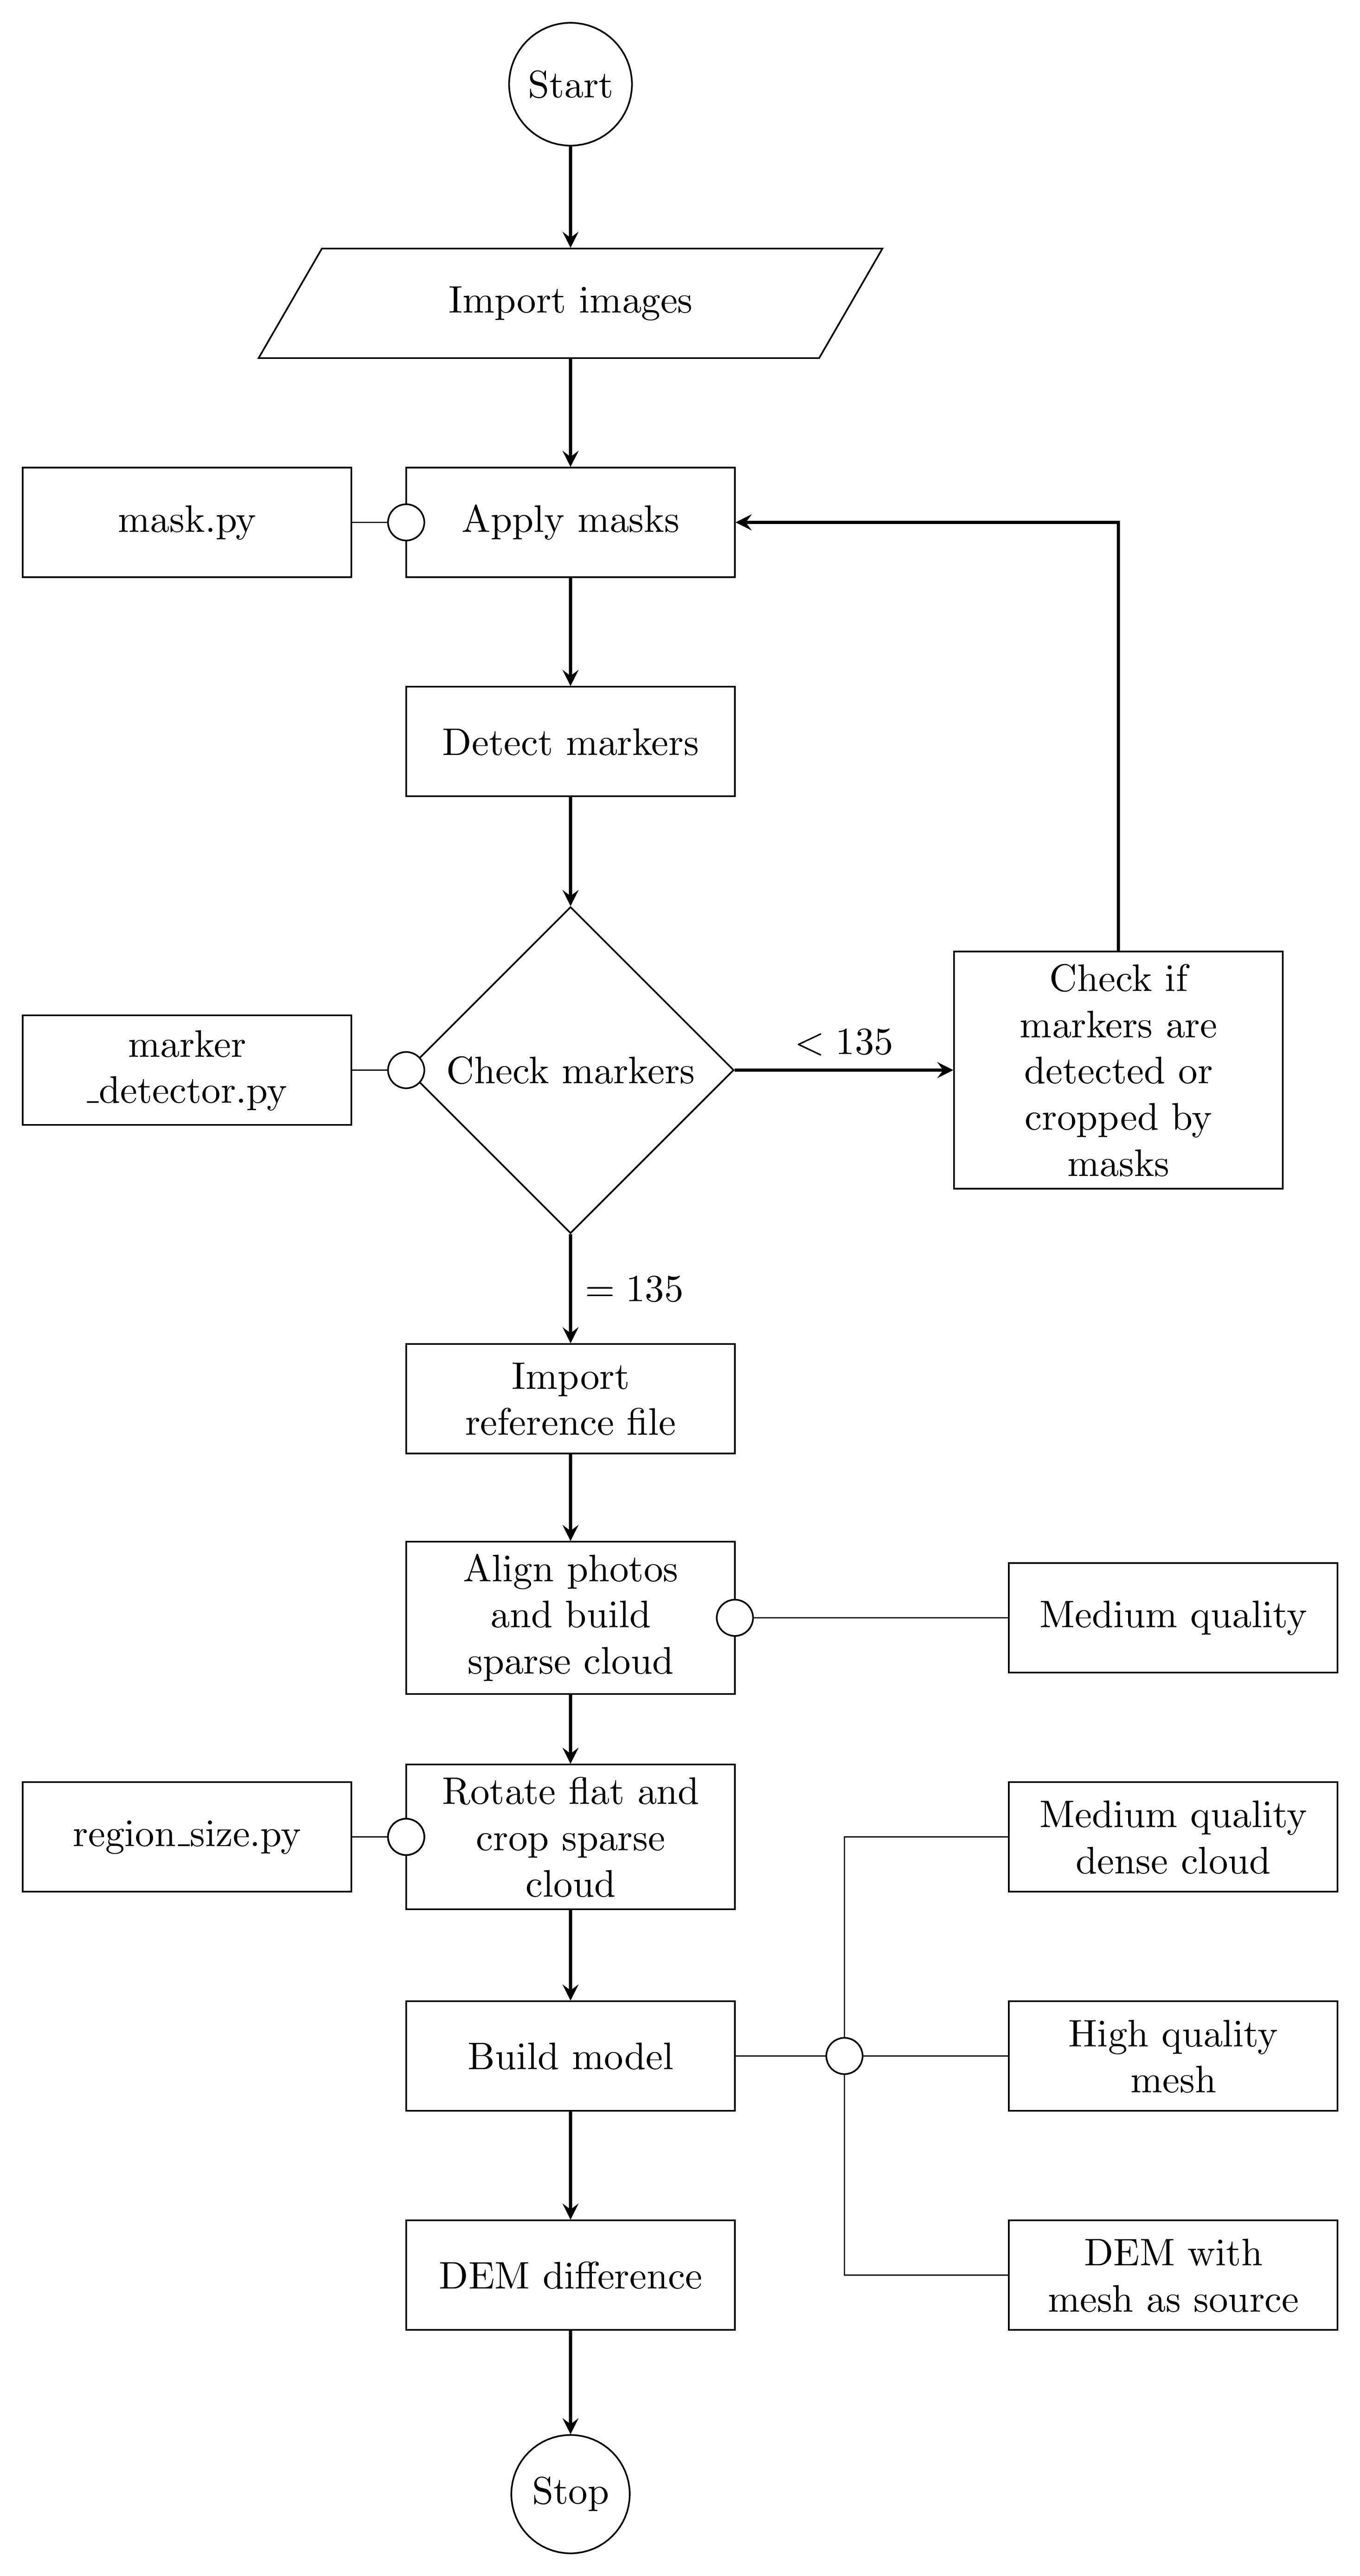 Start
Import images
mask.py
Apply masks
Detect markers
marker
_detector.py
Check markers
< 135
Check if
markers are
detected or
cropped by
masks
= 135
Import
reference file
Align photos
and build
sparse cloud
Medium quality
region_size.py
Rotate flat and
crop sparse
cloud
Medium quality
dense cloud
Build model
High quality
mesh
DEM difference
DEM with
mesh as source
Stop